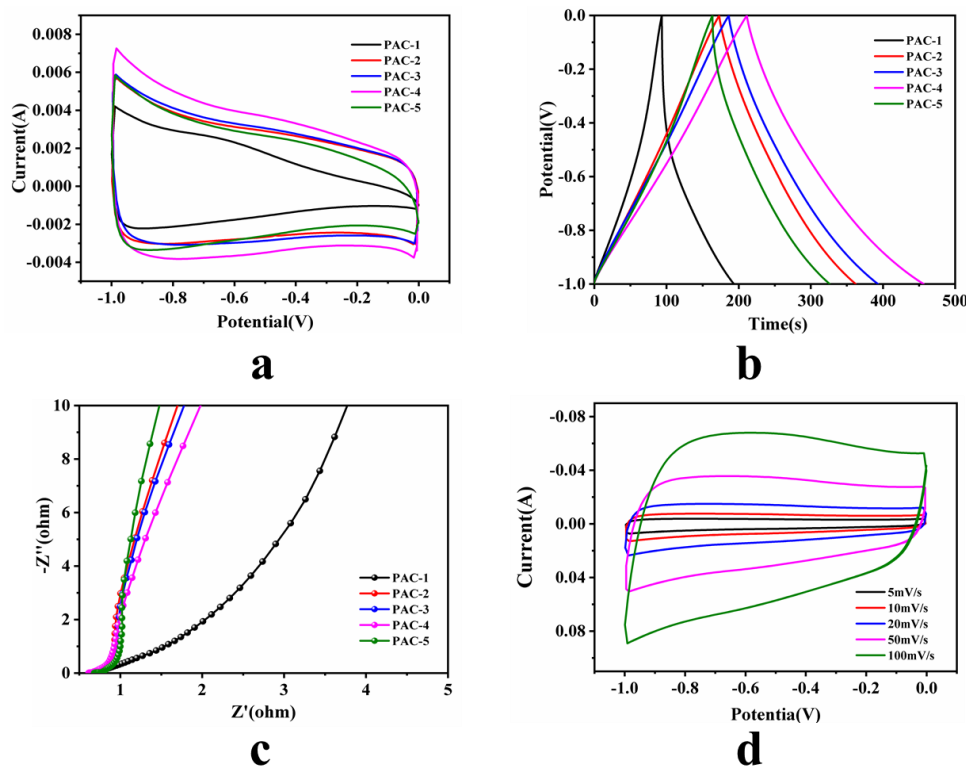 0.008
0.006
0.004
0.002
0.000
-0.002
-0.004
Current(A)
PAC-1
PAC-2
PAC-3
PAC-4
PAC-5
-1.0 -0.8 -0.6 -0.4 -0.2 0.0
Potential(V)
a
0.0
-0.2
-0.4
-0.6
-0.8
-1.0
Potential(V)
PAC-1
PAC-2
PAC-3
PAC-4
PAC-5
0 100 200 300 400 500
Time(s)
b
10
8
6
4
2
0
-Z''(ohm)
PAC-1
PAC-2
PAC-3
PAC-4
PAC-5
1 2 3 4 5
Z'(ohm)
c
-0.08
-0.04
0.00
0.04
0.08
Current(A)
5mV/s
10mV/s
20mV/s
50mV/s
100mV/s
-1.0 -0.8 -0.6 -0.4 -0.2 0.0
Potentia(V)
d